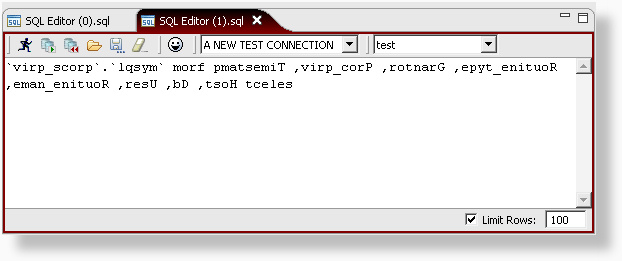 SQL Editor (0).sql SQL Editor (1).sql
A NEW TEST CONNECTION test
`virp_scorp`.`lqsym` morf pmatsemiT ,virp_corP ,rotnarG ,epyt_enituoR
,eman_enituoR ,resU ,bD ,tsoH tceles
Limit Rows: 100